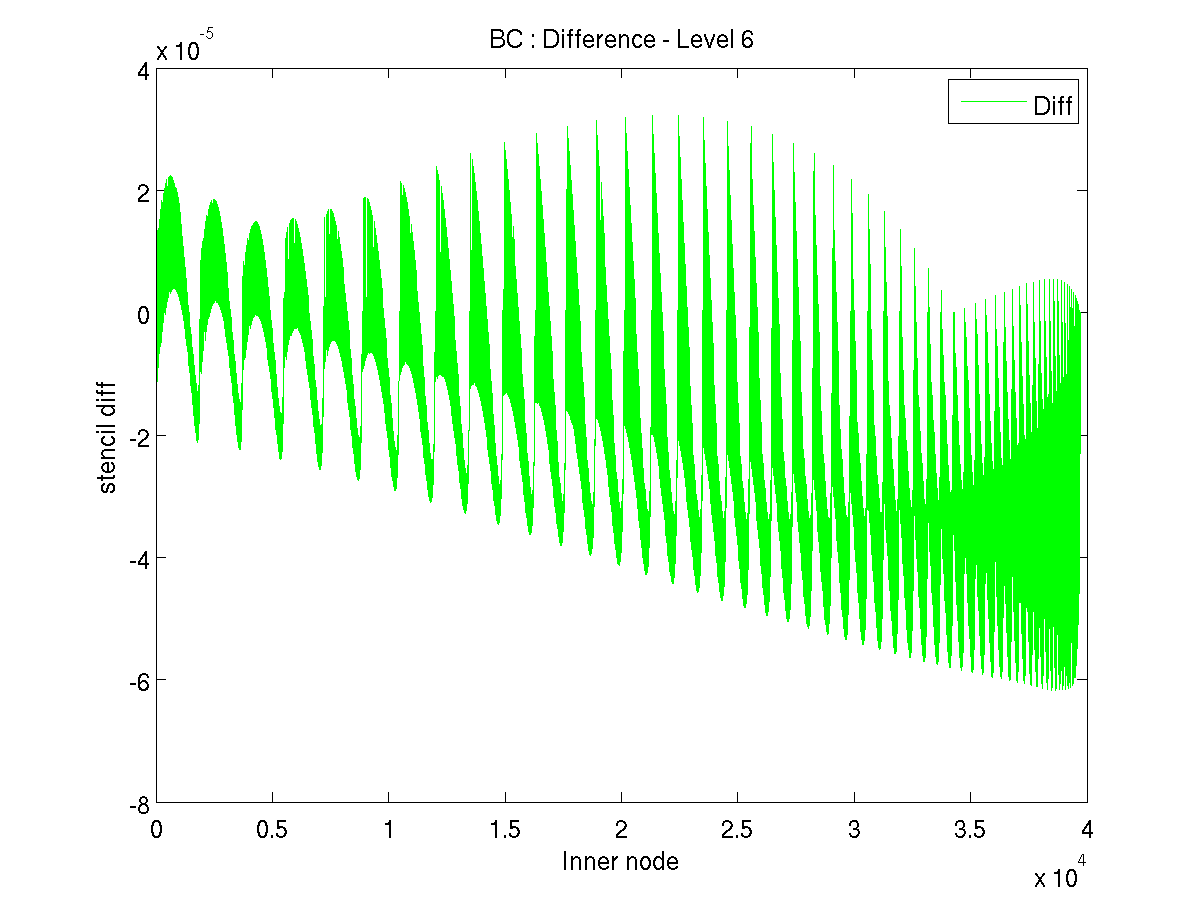 BC : Difference - Level 6
x 10^-5
Diff
4
2
0
-2
-4
-6
-8
stencil diff
0 0.5 1 1.5 2 2.5 3 3.5 4
Inner node
x 10^4